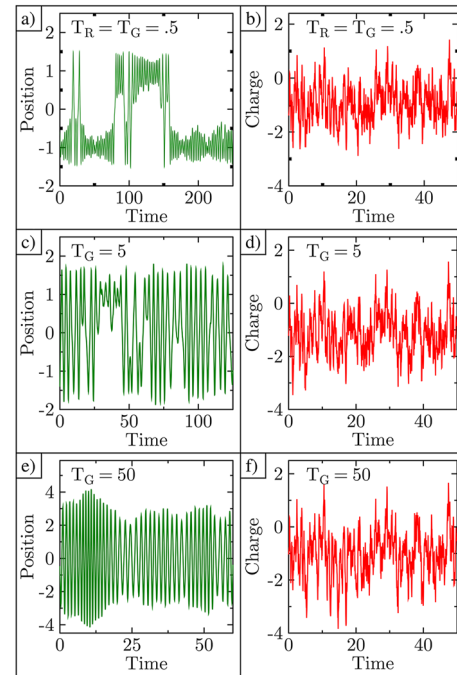 a) T_R = T_G = .5
Position
2
1
0
-1
-2
0 100 200
Time
b) T_R = T_G = .5
Charge
2
0
-2
-4
0 20 40
Time
c) T_G = 5
Position
2
1
0
-1
-2
0 50 100
Time
d) T_G = 5
Charge
2
0
-2
-4
0 20 40
Time
e) T_G = 50
Position
4
2
0
-2
-4
0 25 50
Time
f) T_G = 50
Charge
2
0
-2
-4
0 20 40
Time